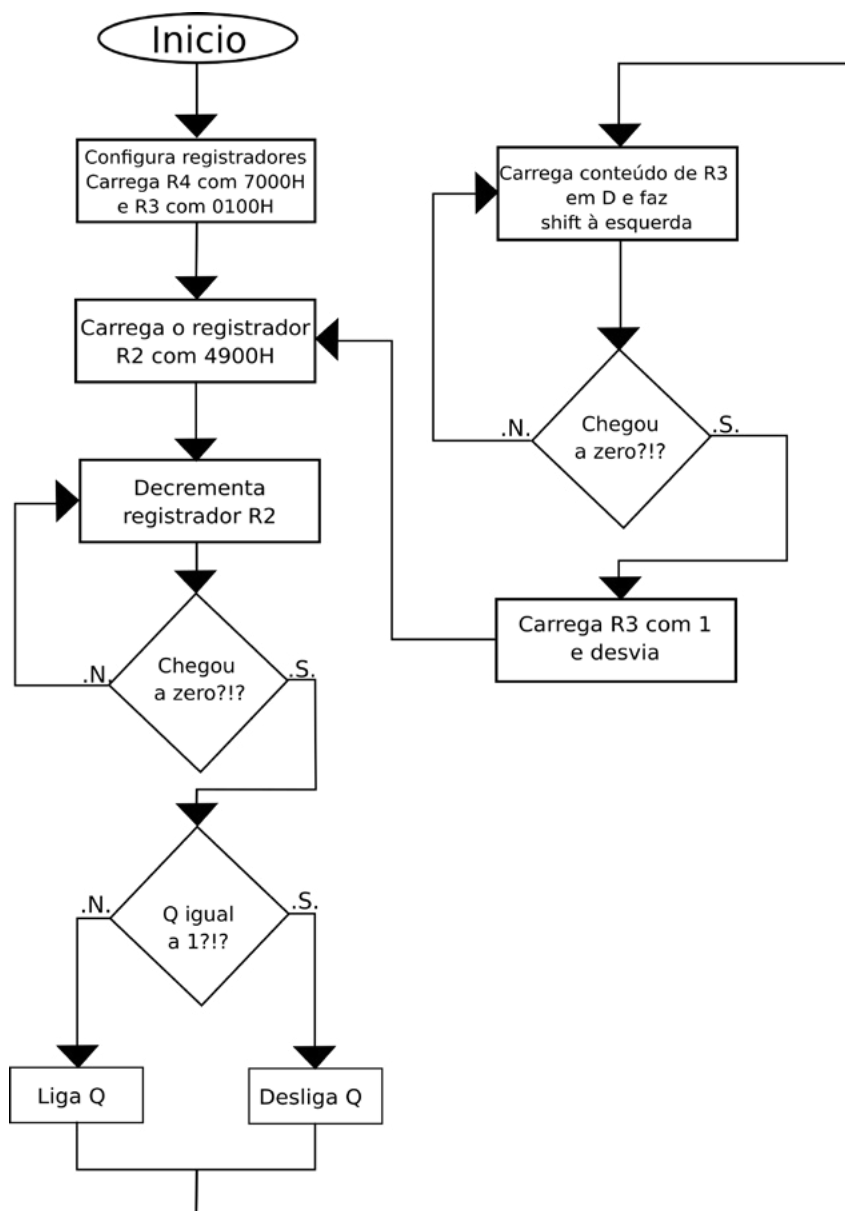 Inicio
Configura registradores
Carrega R4 com 7000H
e R3 com 0100H
Carrega o registrador
R2 com 4900H
Decrementa
registrador R2
Chegou
a zero?!?
.N.
.S.
Q igual
a 1?!?
.N.
.S.
Liga Q
Desliga Q
Carrega conteúdo de R3
em D e faz
shift à esquerda
Chegou
a zero?!?
.N.
.S.
Carrega R3 com 1
e desvia